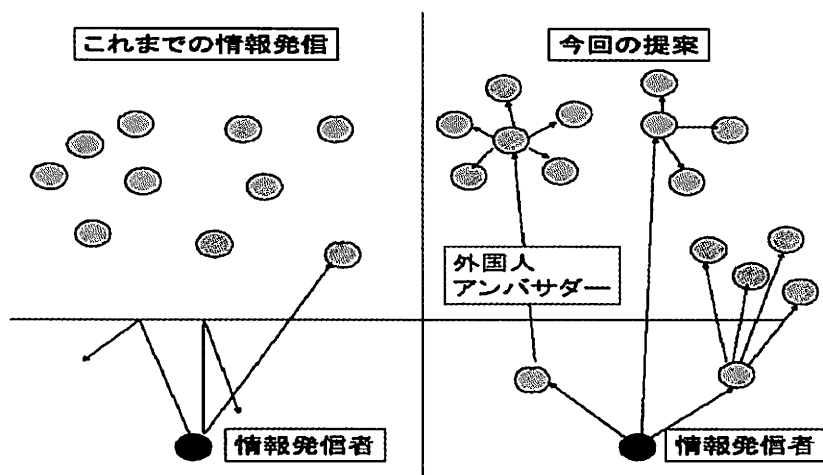 これまでの情報発信
今回の提案
外国人
アンバサダー
情報発信者
情報発信者